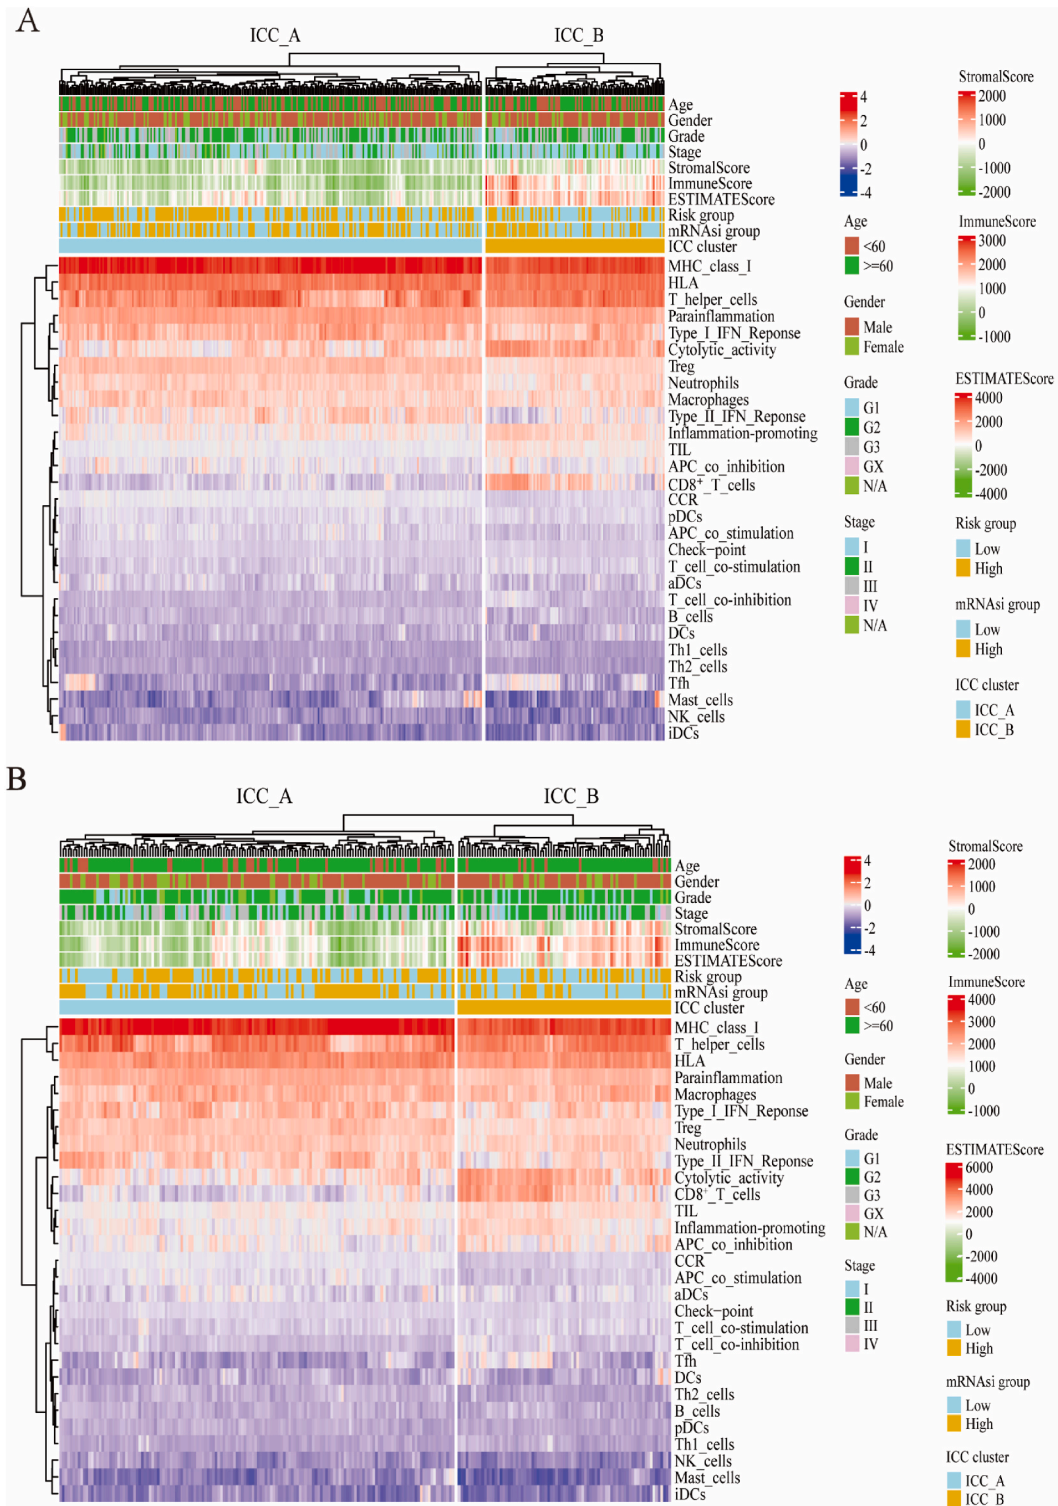 A
ICC_A
ICC_B
Age
Gender
Grade
Stage
StromalScore
ImmuneScore
ESTIMATEScore
Risk group
mRNAsi group
ICC cluster
MHC_class_I
HLA
T_helper_cells
Parainflammation
Type_I_IFN_Reponse
Cytolytic_activity
Treg
Neutrophils
Macrophages
Type_II_IFN_Reponse
Inflammation-promoting
TIL
APC_co_inhibition
CD8⁺_T_cells
CCR
pDCs
APC_co_stimulation
Check-point
T_cell_co-stimulation
aDCs
T_cell_co-inhibition
B_cells
DCs
Th1_cells
Th2_cells
Tfh
Mast_cells
NK_cells
iDCs
4
2
0
-2
-4
Age
<60
>=60
Gender
Male
Female
Grade
G1
G2
G3
GX
N/A
Stage
I
II
III
IV
N/A
StromalScore
2000
1000
0
-1000
-2000
ImmuneScore
3000
2000
1000
0
-1000
ESTIMATEScore
4000
2000
0
-2000
-4000
Risk group
Low
High
mRNAsi group
Low
High
ICC cluster
ICC_A
ICC_B
B
ICC_A
ICC_B
Age
Gender
Grade
Stage
StromalScore
ImmuneScore
ESTIMATEScore
Risk group
mRNAsi group
ICC cluster
MHC_class_I
T_helper_cells
HLA
Parainflammation
Macrophages
Type_I_IFN_Reponse
Treg
Neutrophils
Type_II_IFN_Reponse
Cytolytic_activity
CD8⁺_T_cells
TIL
Inflammation-promoting
APC_co_inhibition
CCR
APC_co_stimulation
aDCs
Check-point
T_cell_co-stimulation
T_cell_co-inhibition
Tfh
DCs
Th2_cells
B_cells
pDCs
Th1_cells
NK_cells
Mast_cells
iDCs
4
2
0
-2
-4
Age
<60
>=60
Gender
Male
Female
Grade
G1
G2
G3
GX
N/A
Stage
I
II
III
IV
StromalScore
2000
1000
0
-1000
-2000
ImmuneScore
4000
3000
2000
1000
0
-1000
ESTIMATEScore
6000
4000
2000
0
-2000
-4000
Risk group
Low
High
mRNAsi group
Low
High
ICC cluster
ICC_A
ICC_B